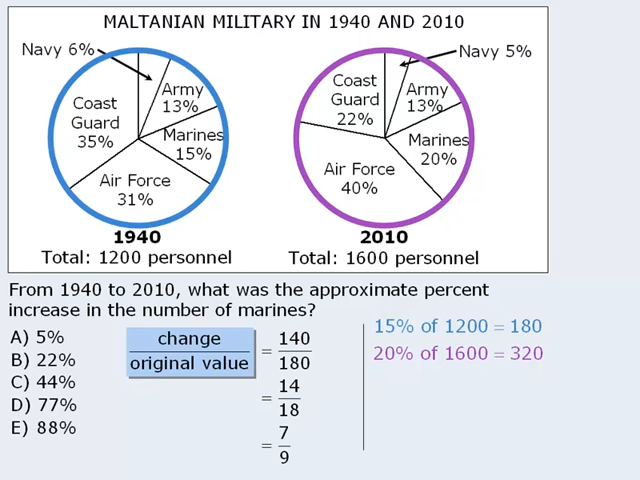 MALTANIAN MILITARY IN 1940 AND 2010
Navy 6%
Army
13%
Marines
15%
Air Force
31%
Coast
Guard
35%
1940
Total: 1200 personnel
Navy 5%
Army
13%
Marines
20%
Air Force
40%
Coast
Guard
22%
2010
Total: 1600 personnel
From 1940 to 2010, what was the approximate percent
increase in the number of marines?
A) 5%
B) 22%
C) 44%
D) 77%
E) 88%
change
original value
= 140
180
= 14
18
= 7
9
15% of 1200 = 180
20% of 1600 = 320